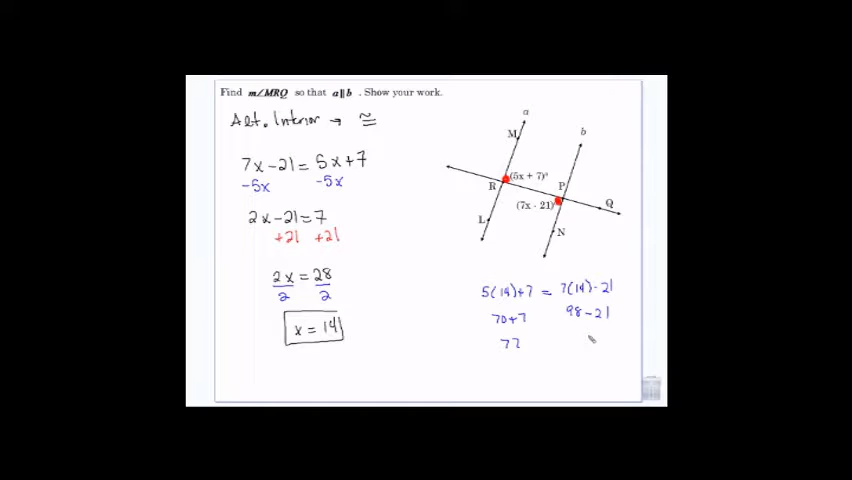 Find m∠MRQ so that a∥b . Show your work.
Alt. Interior → ≅
7x-21 = 5x+7
-5x -5x
2x-21 = 7
+21 +21
2x = 28
2 2
x = 14
a
M
b
(5x + 7)°
R
P
(7x - 21)°
Q
L
N
5(14)+7 = 7(14)-21
70+7 98-21
77